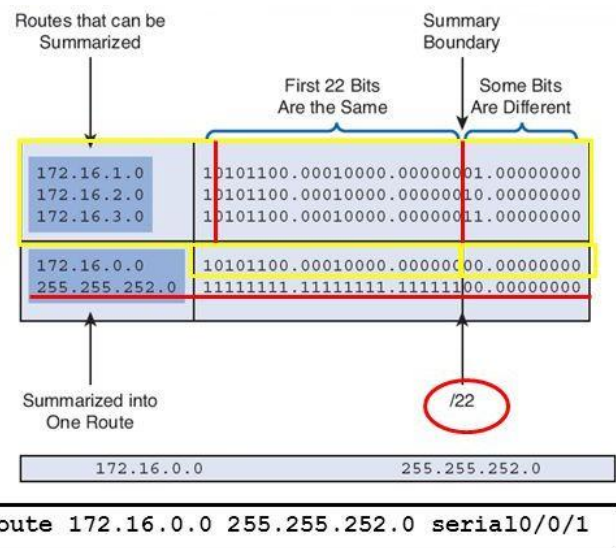 Routes that can be
Summarized
Summary
Boundary
First 22 Bits
Are the Same
Some Bits
Are Different
172.16.1.0 10101100.00010000.00000001.00000000
172.16.2.0 10101100.00010000.00000010.00000000
172.16.3.0 10101100.00010000.00000011.00000000
172.16.0.0 10101100.00010000.00000000.00000000
255.255.252.0 11111111.11111111.11111100.00000000
Summarized into
One Route
/22
172.16.0.0 255.255.252.0
oute 172.16.0.0 255.255.252.0 serial0/0/1